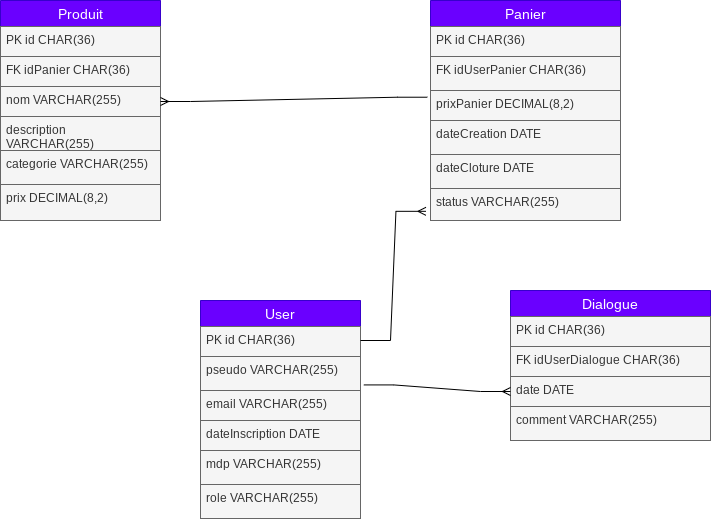 Produit
PK id CHAR(36)
FK idPanier CHAR(36)
nom VARCHAR(255)
description
VARCHAR(255)
categorie VARCHAR(255)
prix DECIMAL(8,2)
Panier
PK id CHAR(36)
FK idUserPanier CHAR(36)
prixPanier DECIMAL(8,2)
dateCreation DATE
dateCloture DATE
status VARCHAR(255)
User
PK id CHAR(36)
pseudo VARCHAR(255)
email VARCHAR(255)
dateInscription DATE
mdp VARCHAR(255)
role VARCHAR(255)
Dialogue
PK id CHAR(36)
FK idUserDialogue CHAR(36)
date DATE
comment VARCHAR(255)